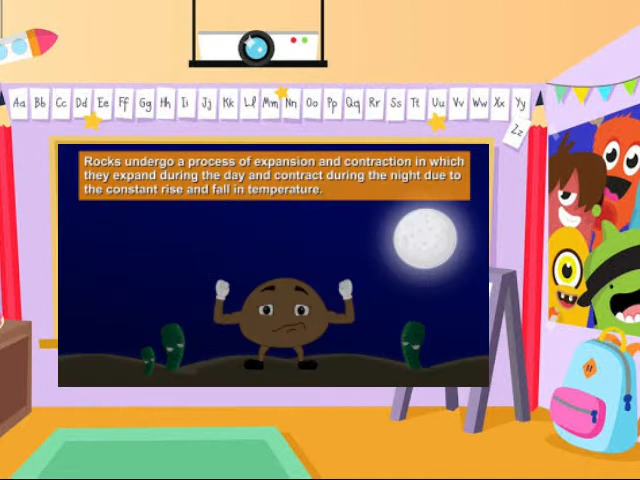 Aa Bb Cc Dd Ee Ff Gg Hh Ii Jj Kk Ll Mm Nn Oo Pp Qq Rr Ss Tt Uu Vv Ww Xx Yy
Zz
Rocks undergo a process of expansion and contraction in which
they expand during the day and contract during the night due to
the constant rise and fall in temperature.